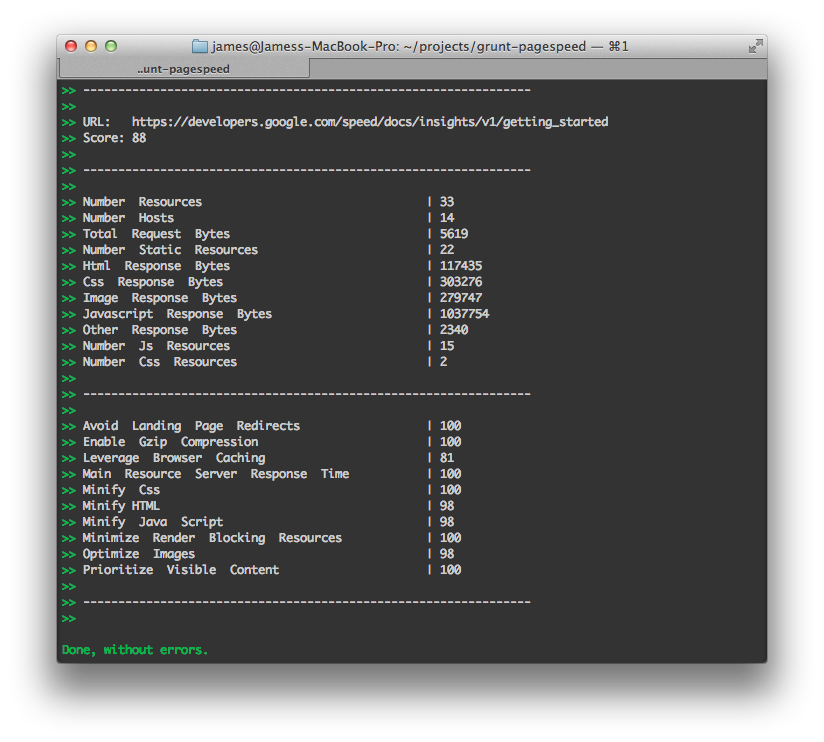 james@Jamess-MacBook-Pro: ~/projects/grunt-pagespeed — ⌘1
..unt-pagespeed
>> ----------------------------------------------------------------
>>
>> URL:   https://developers.google.com/speed/docs/insights/v1/getting_started
>> Score: 88
>>
>> ----------------------------------------------------------------
>>
>> Number  Resources                                | 33
>> Number  Hosts                                    | 14
>> Total  Request  Bytes                            | 5619
>> Number  Static  Resources                        | 22
>> Html  Response  Bytes                            | 117435
>> Css  Response  Bytes                             | 303276
>> Image  Response  Bytes                           | 279747
>> Javascript  Response  Bytes                      | 1037754
>> Other  Response  Bytes                           | 2340
>> Number  Js  Resources                            | 15
>> Number  Css  Resources                           | 2
>>
>> ----------------------------------------------------------------
>>
>> Avoid  Landing  Page  Redirects                  | 100
>> Enable  Gzip  Compression                        | 100
>> Leverage  Browser  Caching                       | 81
>> Main  Resource  Server  Response  Time           | 100
>> Minify  Css                                      | 100
>> Minify HTML                                      | 98
>> Minify  Java  Script                             | 98
>> Minimize  Render  Blocking  Resources            | 100
>> Optimize  Images                                 | 98
>> Prioritize  Visible  Content                     | 100
>>
>> ----------------------------------------------------------------
>>
Done, without errors.